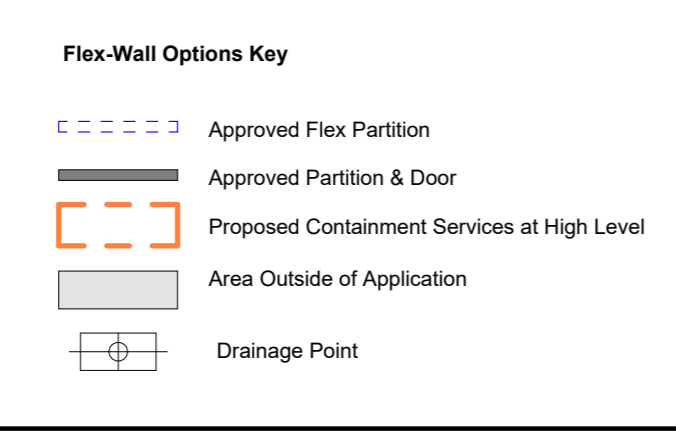 Flex-Wall Options Key
Approved Flex Partition
Approved Partition & Door
Proposed Containment Services at High Level
Area Outside of Application
Drainage Point